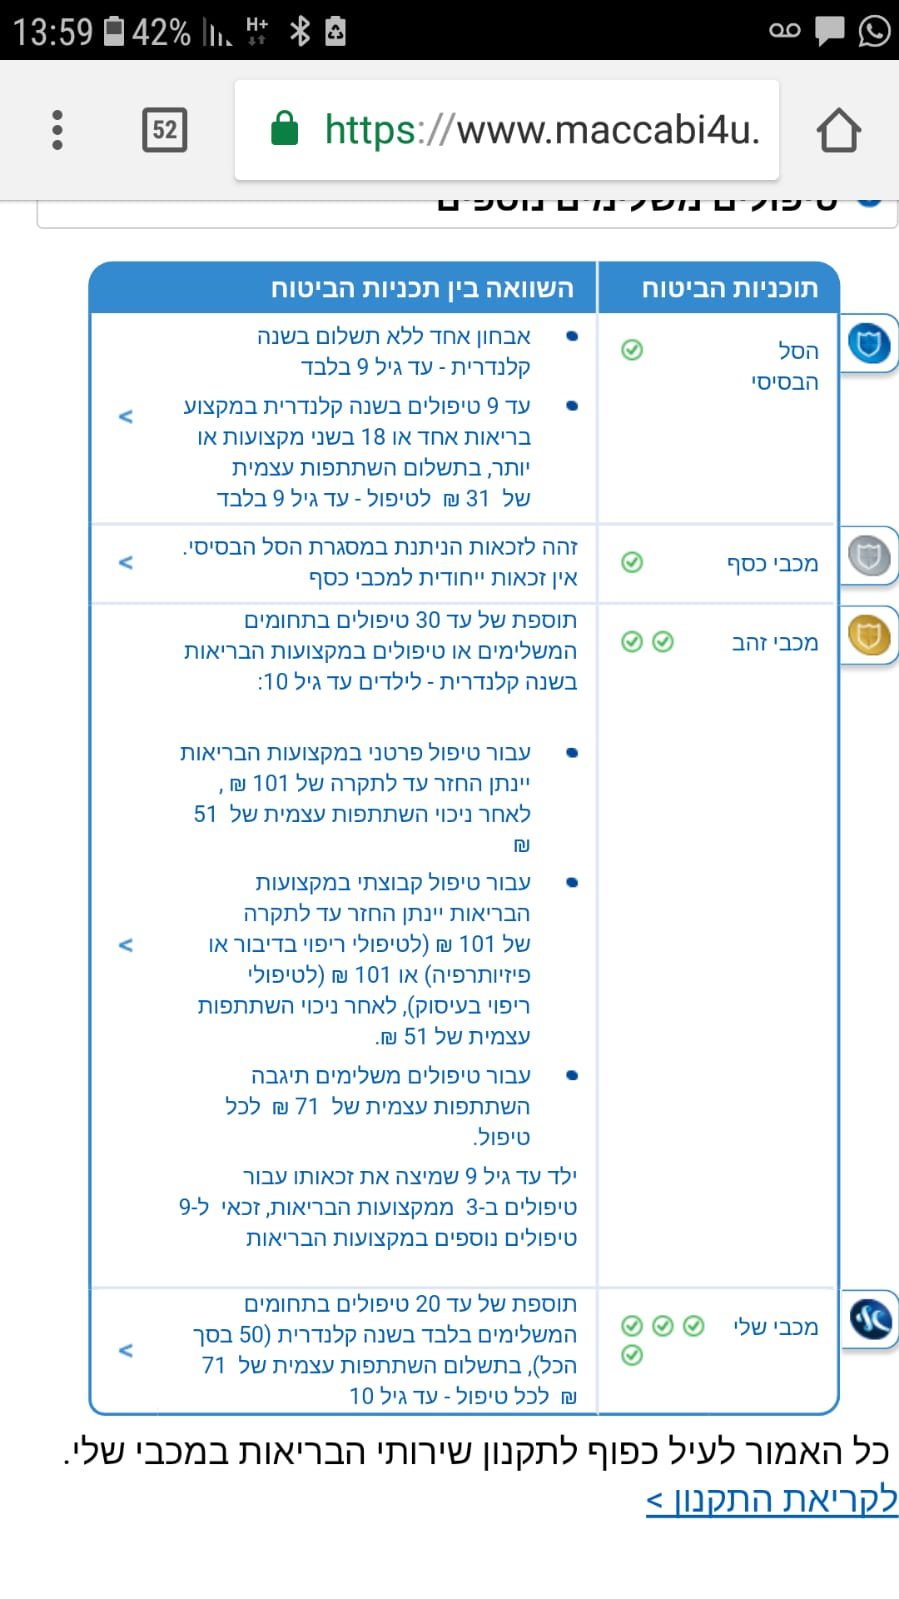 13:59 42% H+
52 https://www.maccabi4u.
טיפולים משלימים נוספים
תוכניות הביטוח
השוואה בין תכניות הביטוח
הסל
הבסיסי
אבחון אחד ללא תשלום בשנה
קלנדרית - עד גיל 9 בלבד
עד 9 טיפולים בשנה קלנדרית במקצוע
בריאות אחד או 18 בשני מקצועות או
יותר, בתשלום השתתפות עצמית
של 31 ₪ לטיפול - עד גיל 9 בלבד
>
מכבי כסף
זהה לזכאות הניתנת במסגרת הסל הבסיסי.
אין זכאות ייחודית למכבי כסף
>
מכבי זהב
תוספת של עד 30 טיפולים בתחומים
המשלימים או טיפולים במקצועות הבריאות
בשנה קלנדרית - לילדים עד גיל 10:
עבור טיפול פרטני במקצועות הבריאות
יינתן החזר עד לתקרה של 101 ₪ ,
לאחר ניכוי השתתפות עצמית של 51
₪
עבור טיפול קבוצתי במקצועות
הבריאות יינתן החזר עד לתקרה
של 101 ₪ (לטיפולי ריפוי בדיבור או
פיזיותרפיה) או 101 ₪ (לטיפולי
ריפוי בעיסוק), לאחר ניכוי השתתפות
עצמית של 51 ₪.
עבור טיפולים משלימים תיגבה
השתתפות עצמית של 71 ₪ לכל
טיפול.
ילד עד גיל 9 שמיצה את זכאותו עבור
טיפולים ב-3 ממקצועות הבריאות, זכאי ל-9
טיפולים נוספים במקצועות הבריאות
>
מכבי שלי
תוספת של עד 20 טיפולים בתחומים
המשלימים בלבד בשנה קלנדרית (50 בסך
הכל), בתשלום השתתפות עצמית של 71
₪ לכל טיפול - עד גיל 10
>
כל האמור לעיל כפוף לתקנון שירותי הבריאות במכבי שלי.
לקריאת התקנון >